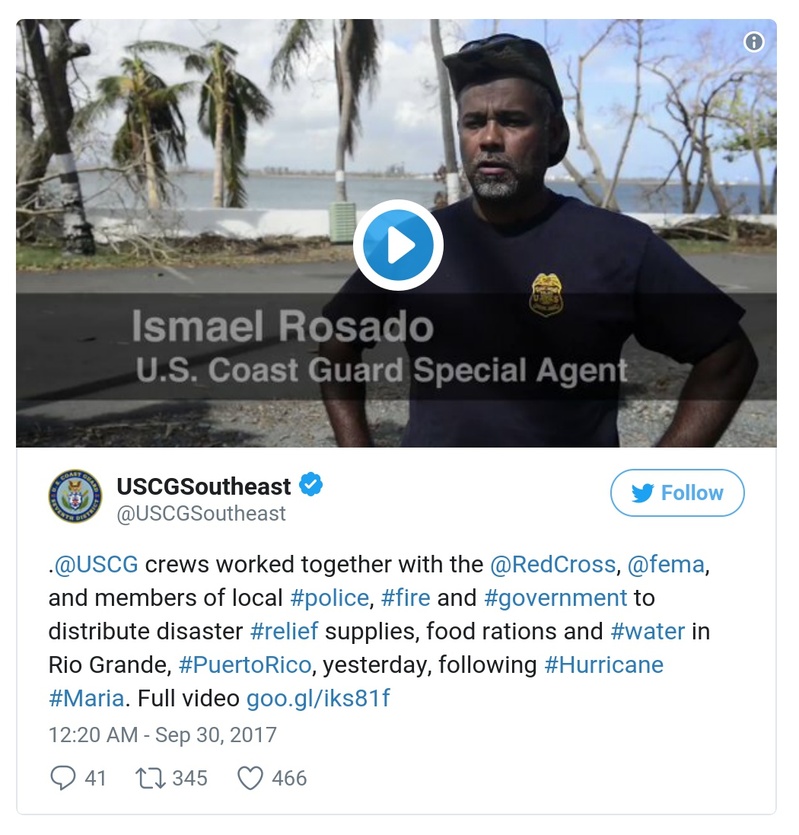 Ismael Rosado
U.S. Coast Guard Special Agent
USCGSoutheast
@USCGSoutheast
Follow
.@USCG crews worked together with the @RedCross, @fema,
and members of local #police, #fire and #government to
distribute disaster #relief supplies, food rations and #water in
Rio Grande, #PuertoRico, yesterday, following #Hurricane
#Maria. Full video goo.gl/iks81f
12:20 AM - Sep 30, 2017
41 345 466